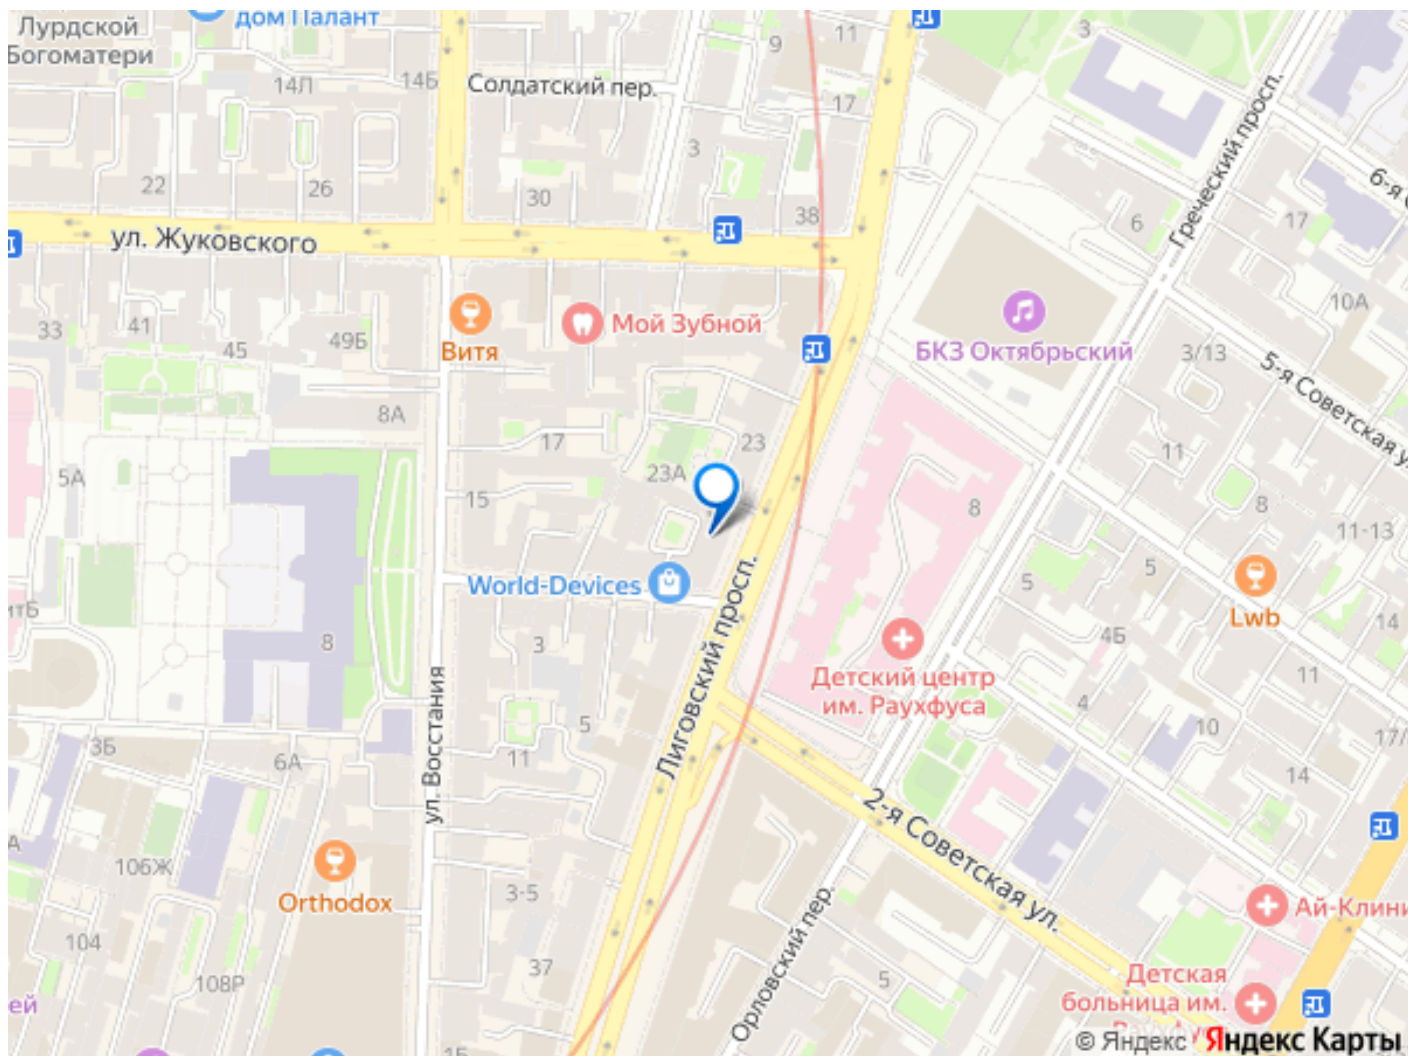 Лурдской
Богоматери
дом Палант
14Л
14Б
Солдатский пер.
9
11
17
3
3
22
26
30
38
6
17
6-я С
Греческий просп.
ул. Жуковского
33
41
45
49Б
Витя
Мой Зубной
БКЗ Октябрьский
10А
3/13
5-я Советская ул.
8А
17
23
23А
15
5А
8
11
8
11-13
Лиговский просп.
World-Devices
итБ
8
3
5
11
5
5
Lwb
14
4Б
11
4
10
17/
14
Детский центр
им. Раухфуса
ул. Восстания
3Б
6А
А
106Ж
Orthodox
3-5
2-я Советская ул.
Ай-Клини
104
108Р
37
5
Орловский пер.
ей
15
Детская
больница им.
© Яндекс Яндекс Карты